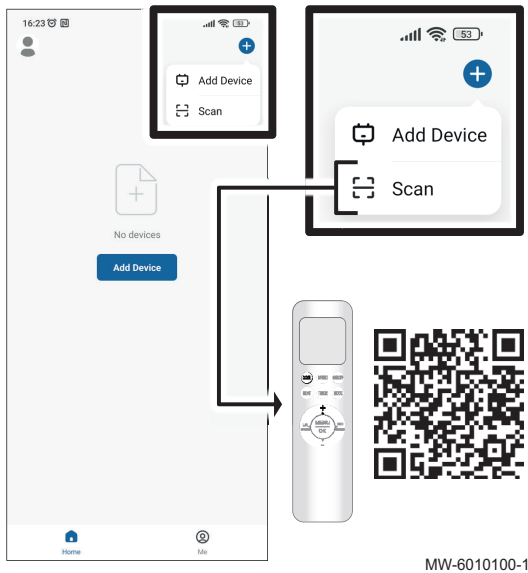 16:23
53
Add Device
Scan
No devices
Add Device
Home
Me
53
Add Device
Scan
MENU
OK
MW-6010100-1